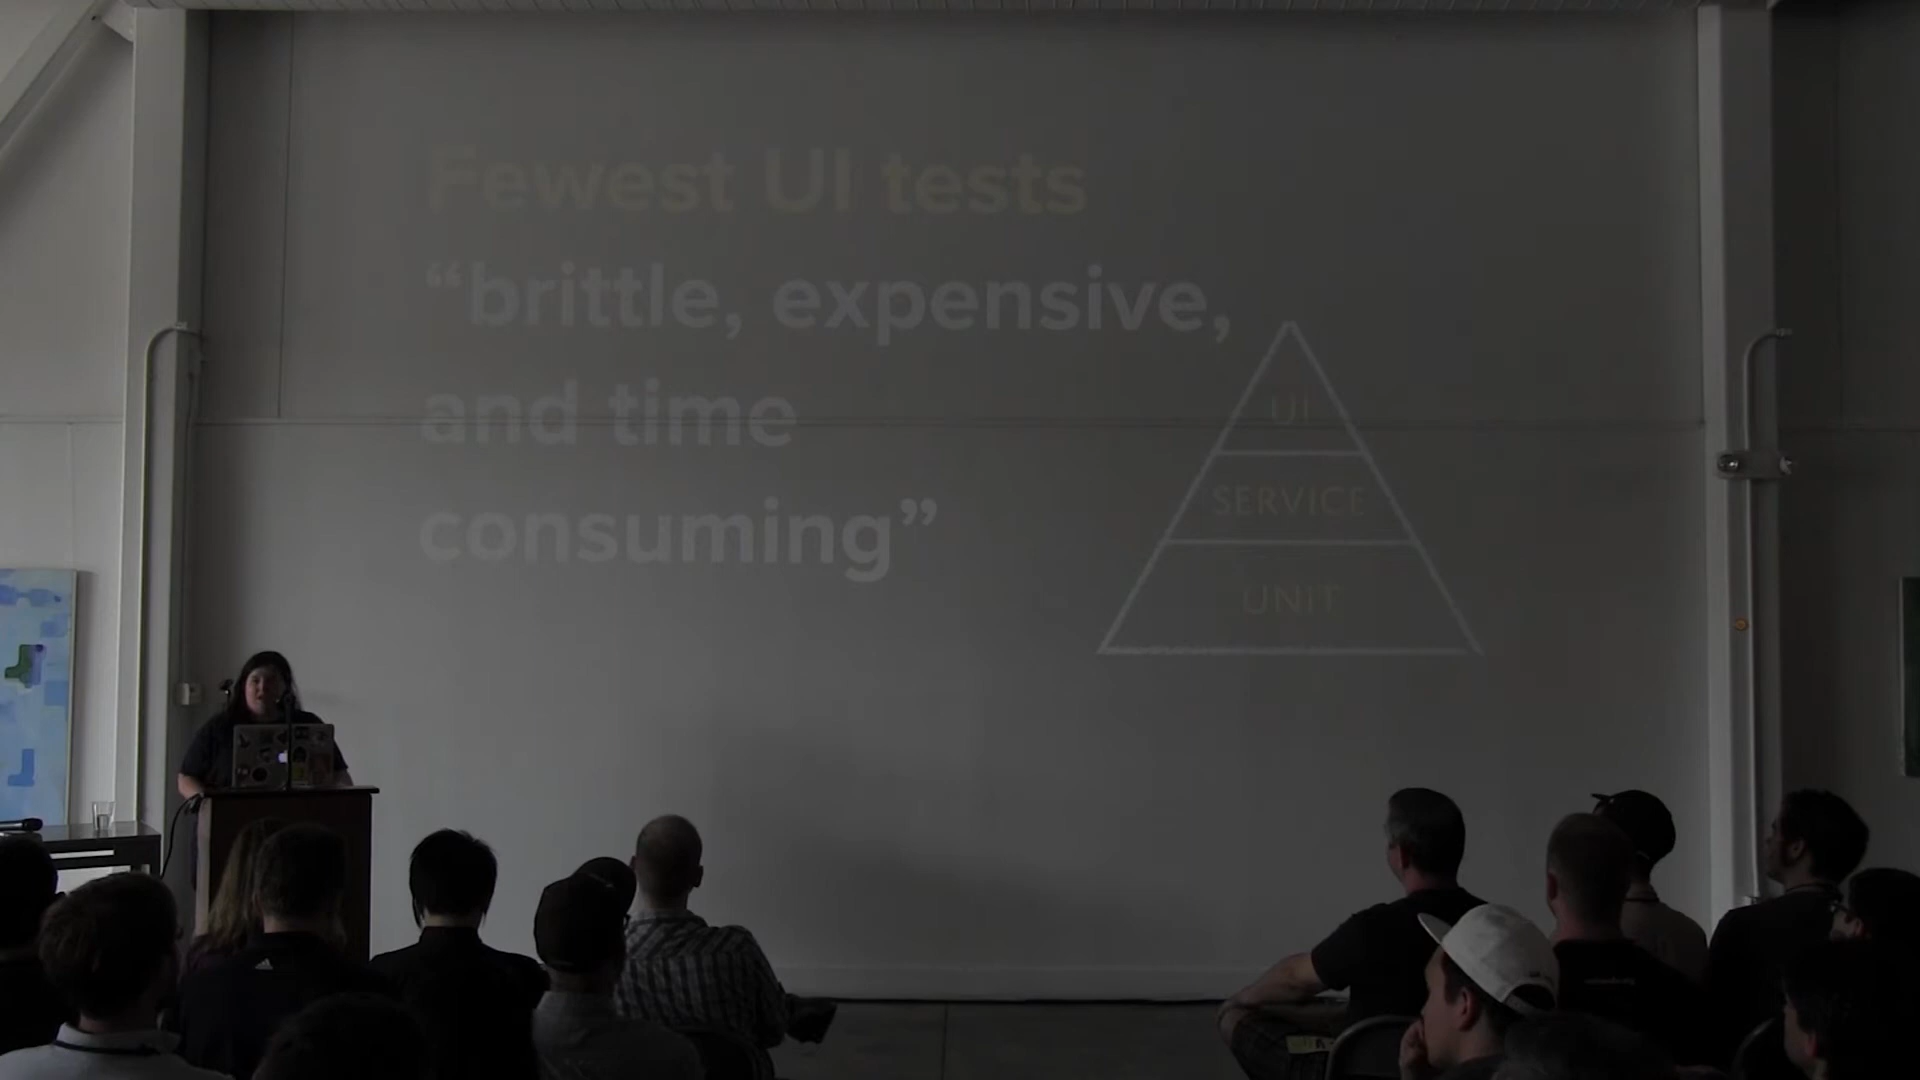 Fewest UI tests
“brittle, expensive,
and time
consuming”
UI
SERVICE
UNIT